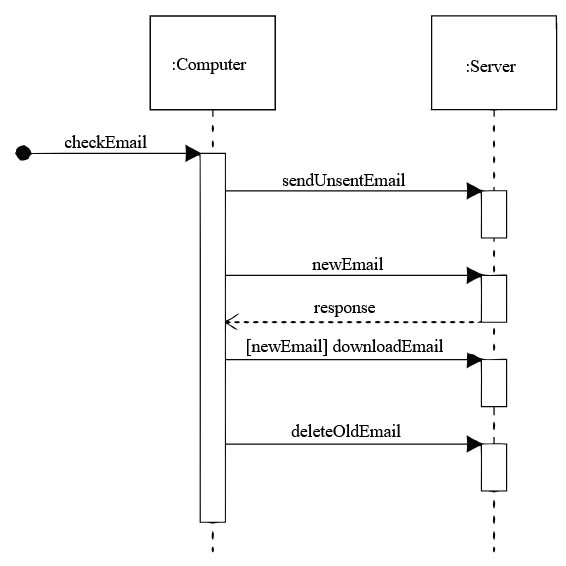 :Computer
:Server
checkEmail
sendUnsentEmail
newEmail
response
[newEmail] downloadEmail
deleteOldEmail